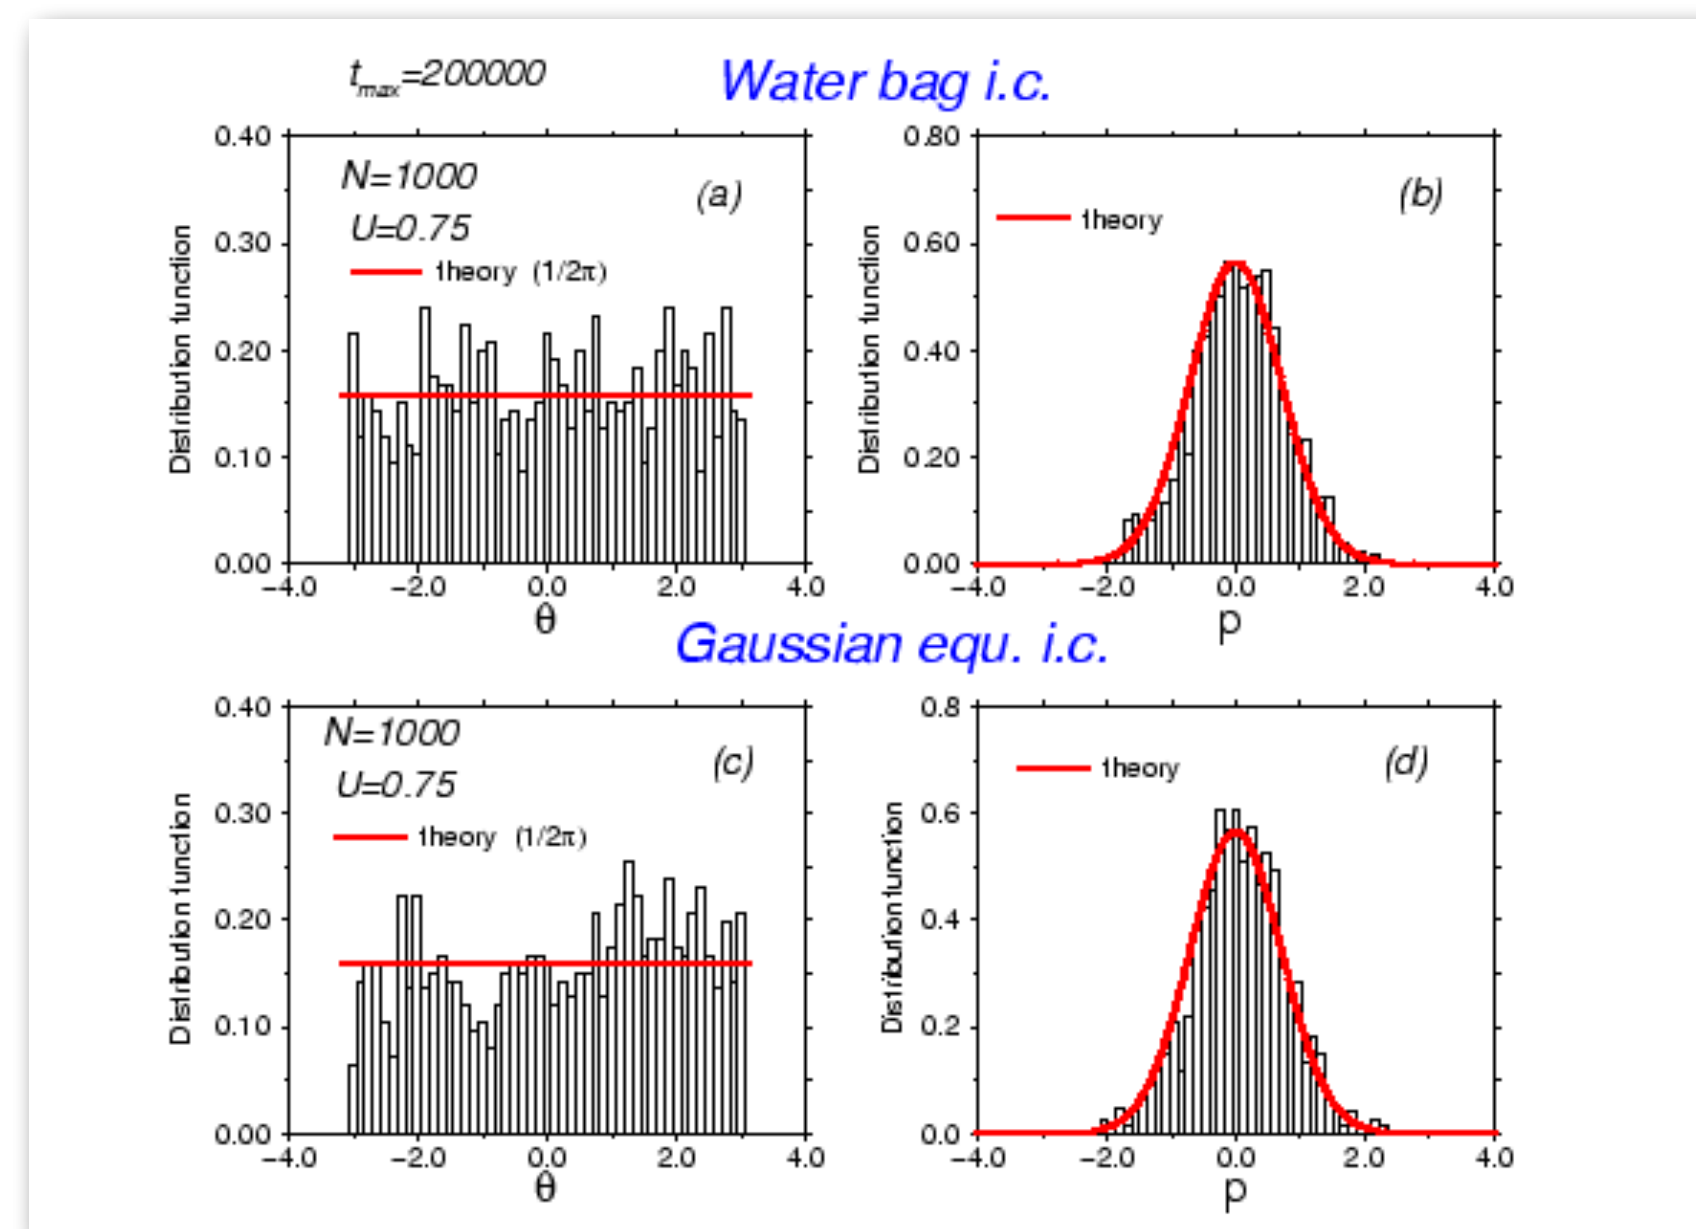 t_max=200000
Water bag i.c.
N=1000
U=0.75
theory (1/2π)
(a)
Distribution function
0.40
0.30
0.20
0.10
0.00
−4.0 −2.0 0.0 2.0 4.0
θ
theory
(b)
Distribution function
0.80
0.60
0.40
0.20
0.00
−4.0 −2.0 0.0 2.0 4.0
p
Gaussian equ. i.c.
N=1000
U=0.75
theory (1/2π)
(c)
Distribution function
0.40
0.30
0.20
0.10
0.00
−4.0 −2.0 0.0 2.0 4.0
θ
theory
(d)
Distribution function
0.8
0.6
0.4
0.2
0.0
−4.0 −2.0 0.0 2.0 4.0
p